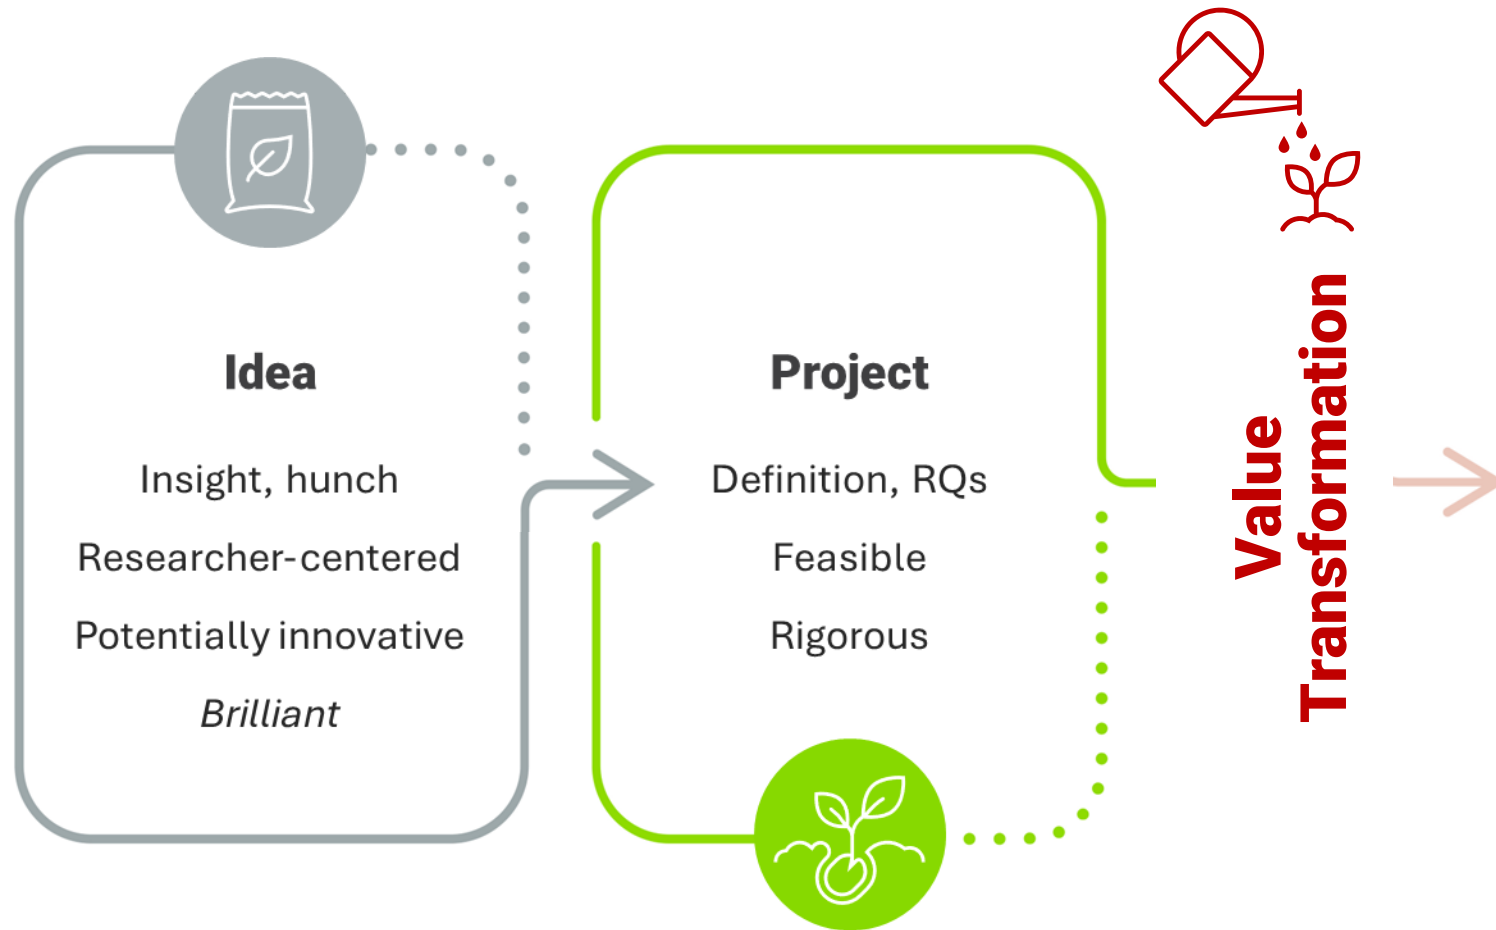 Idea
Insight, hunch
Researcher-centered
Potentially innovative
Brilliant
Project
Definition, RQs
Feasible
Rigorous
Value
Transformation